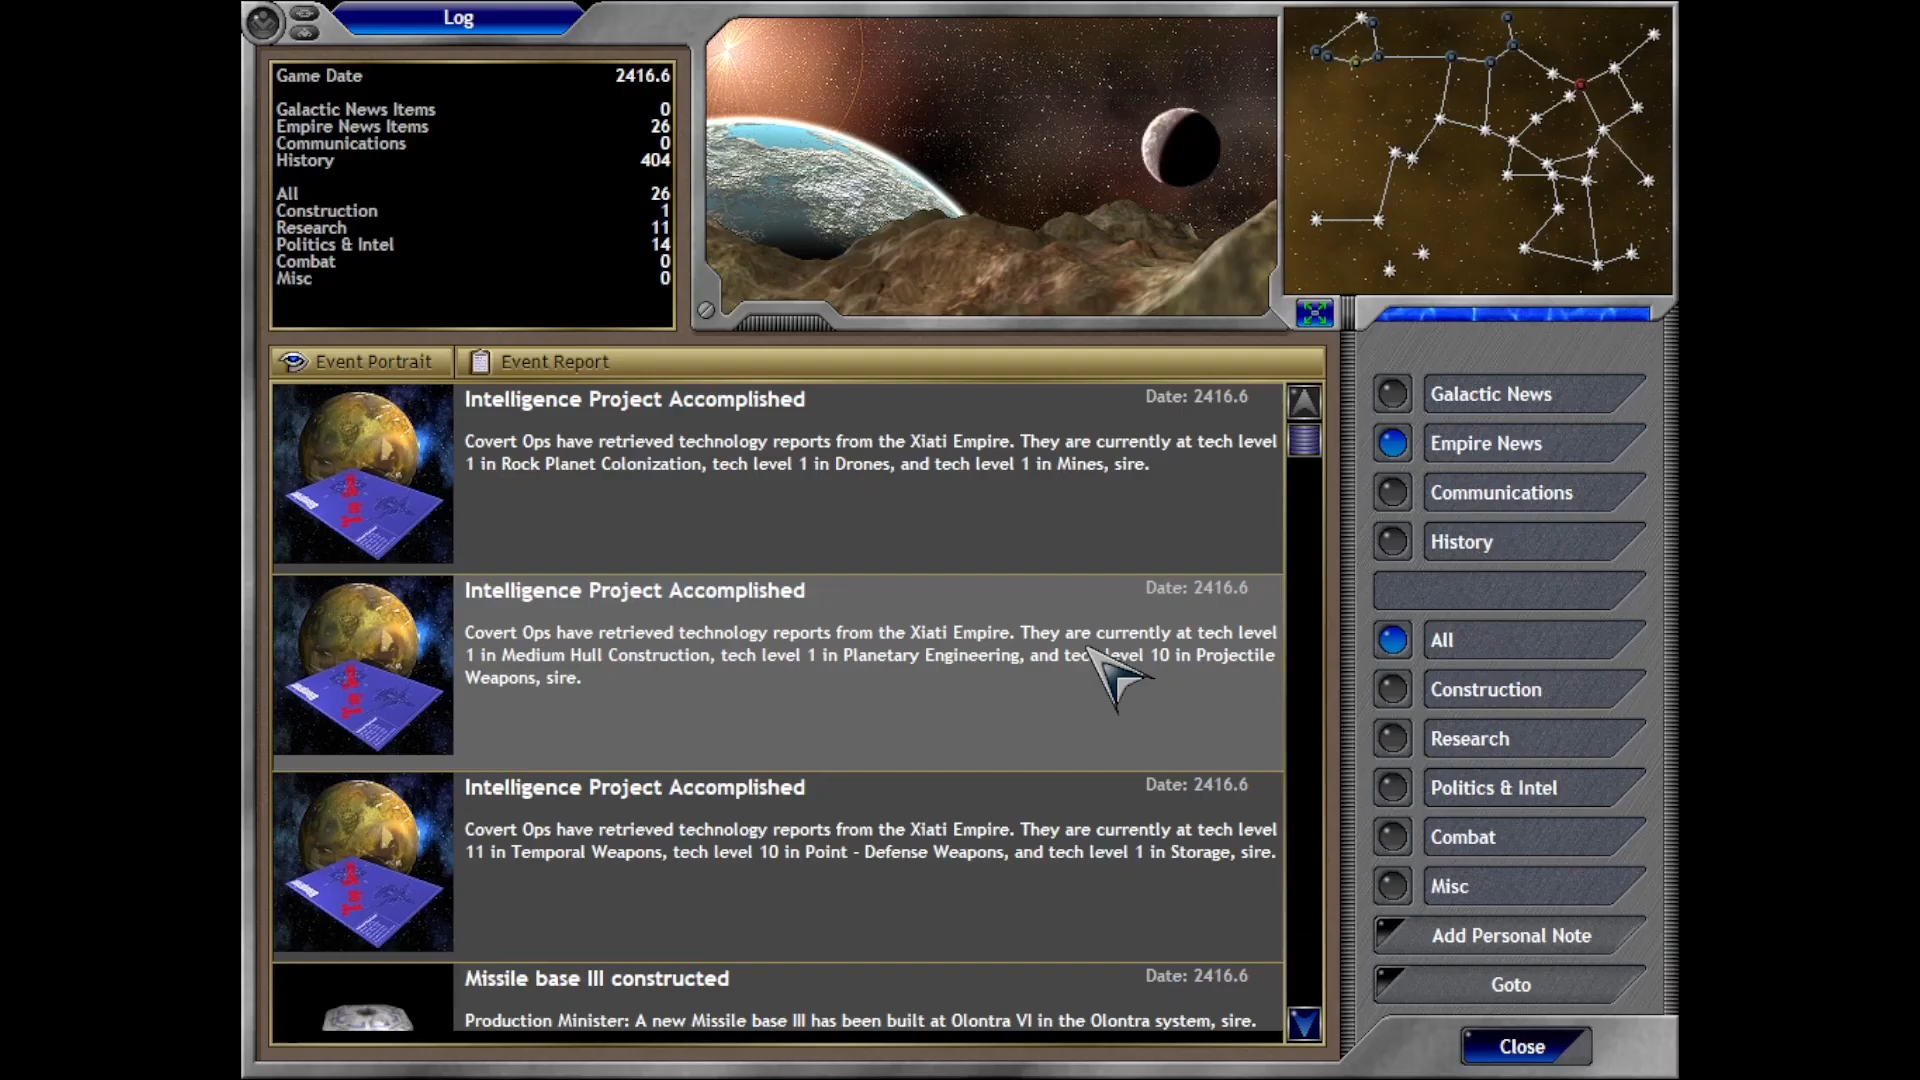 Log
Game Date 2416.6
Galactic News Items 0
Empire News Items 26
Communications 0
History 404
All 26
Construction 1
Research 11
Politics & Intel 14
Combat 0
Misc 0
Event Portrait
Event Report
Intelligence Project Accomplished
Date: 2416.6
Covert Ops have retrieved technology reports from the Xiati Empire. They are currently at tech level
1 in Rock Planet Colonization, tech level 1 in Drones, and tech level 1 in Mines, sire.
Intelligence Project Accomplished
Date: 2416.6
Covert Ops have retrieved technology reports from the Xiati Empire. They are currently at tech level
1 in Medium Hull Construction, tech level 1 in Planetary Engineering, and tech level 10 in Projectile
Weapons, sire.
Intelligence Project Accomplished
Date: 2416.6
Covert Ops have retrieved technology reports from the Xiati Empire. They are currently at tech level
11 in Temporal Weapons, tech level 10 in Point - Defense Weapons, and tech level 1 in Storage, sire.
Missile base III constructed
Date: 2416.6
Production Minister: A new Missile base III has been built at Olontra VI in the Olontra system, sire.
Galactic News
Empire News
Communications
History
All
Construction
Research
Politics & Intel
Combat
Misc
Add Personal Note
Goto
Close